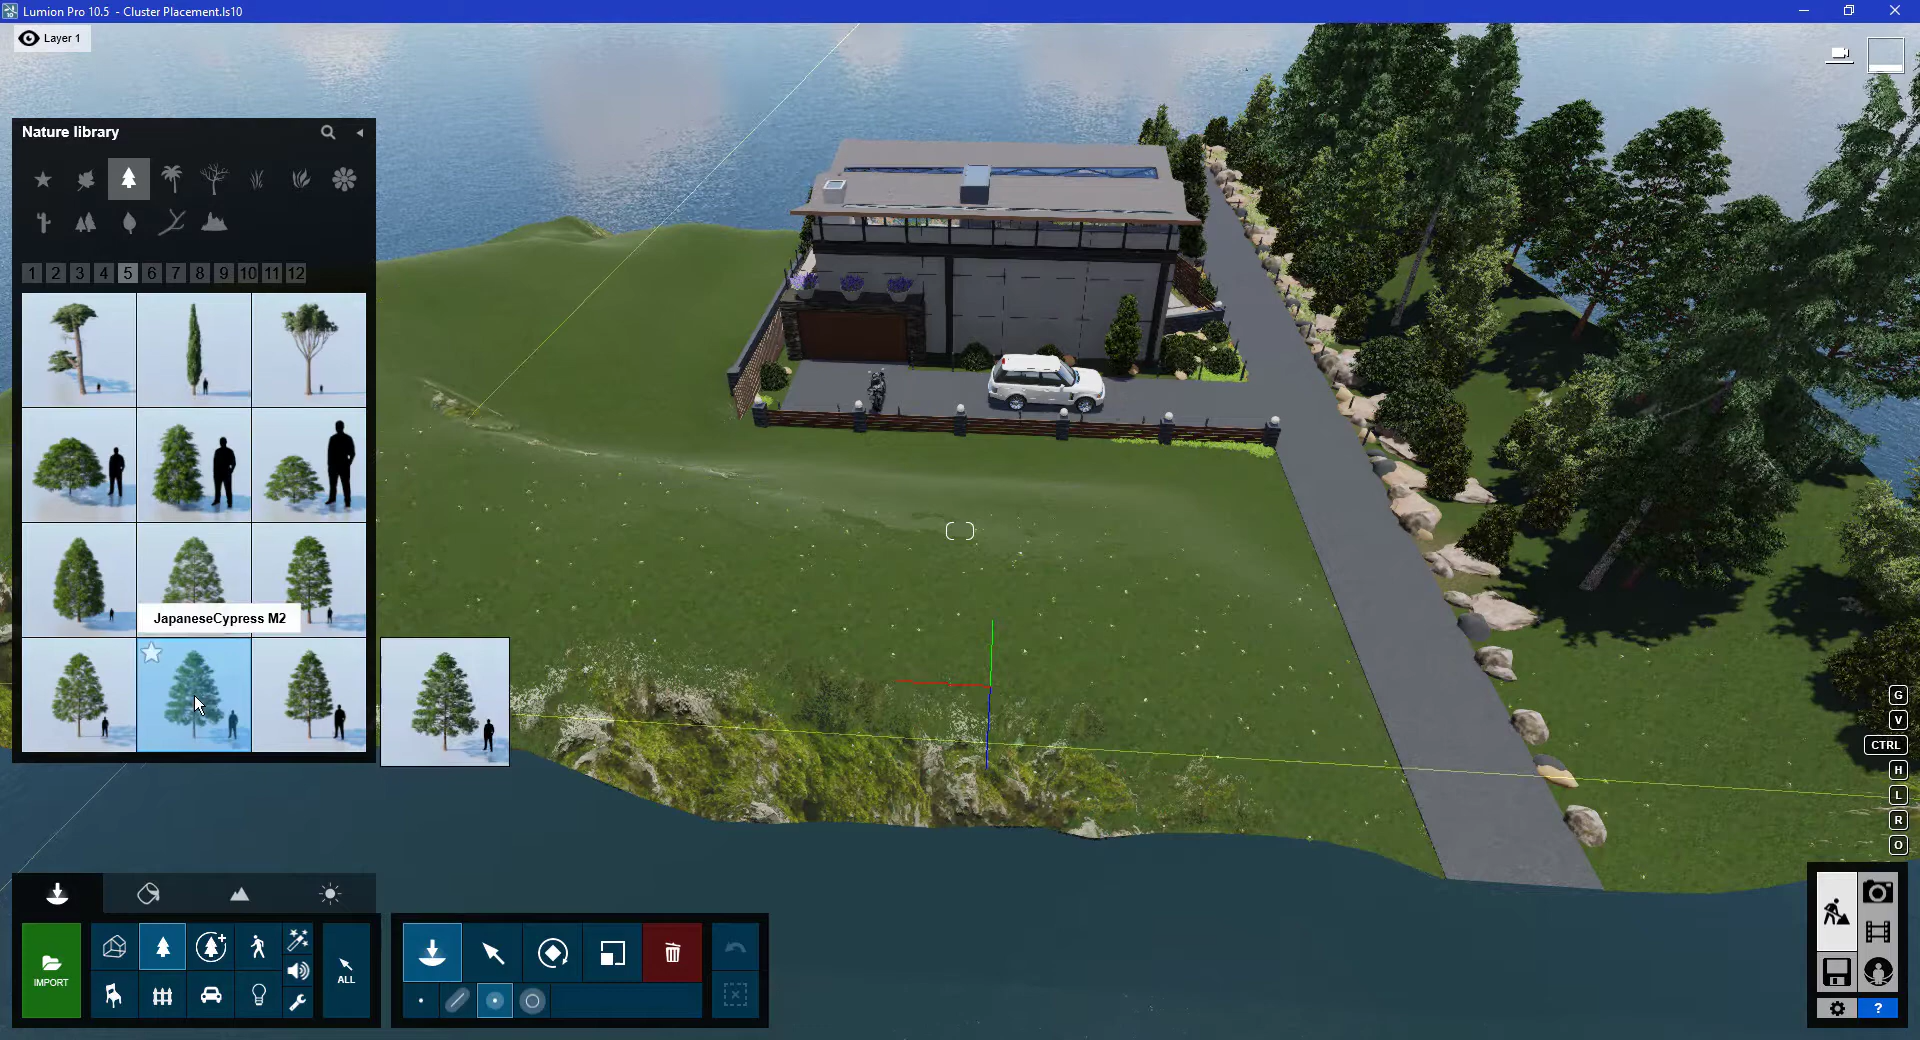 Lumion Pro 10.5 - Cluster Placement.ls10
Layer 1
Nature library
1 2 3 4 5 6 7 8 9 10 11 12
JapaneseCypress M2
G
V
CTRL
H
L
R
O
IMPORT
ALL
?